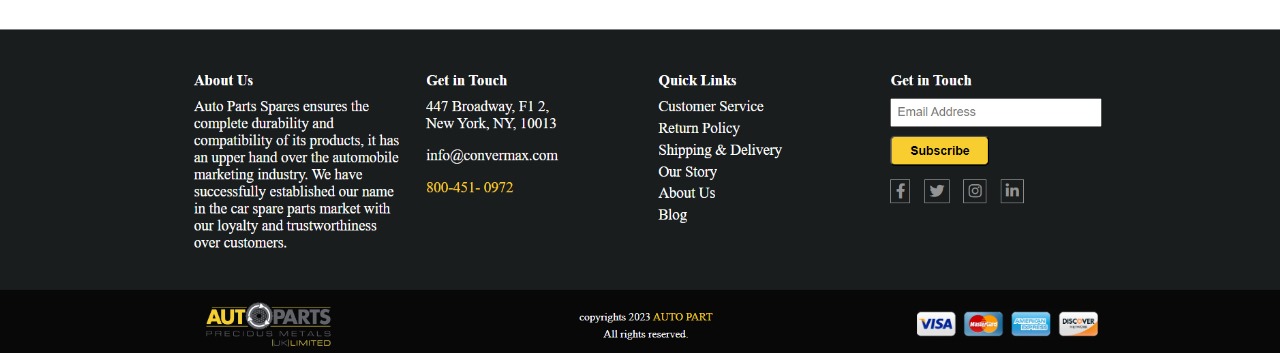 About Us
Auto Parts Spares ensures the
complete durability and
compatibility of its products, it has
an upper hand over the automobile
marketing industry. We have
successfully established our name
in the car spare parts market with
our loyalty and trustworthiness
over customers.
Get in Touch
447 Broadway, F1 2,
New York, NY, 10013
info@convermax.com
800-451- 0972
Quick Links
Customer Service
Return Policy
Shipping & Delivery
Our Story
About Us
Blog
Get in Touch
Email Address
Subscribe
AUTOPARTS
PRECIOUS METALS
[UK]LIMITED
copyrights 2023 AUTO PART
All rights reserved.
VISA
MasterCard
AMERICAN EXPRESS
DISCOVER